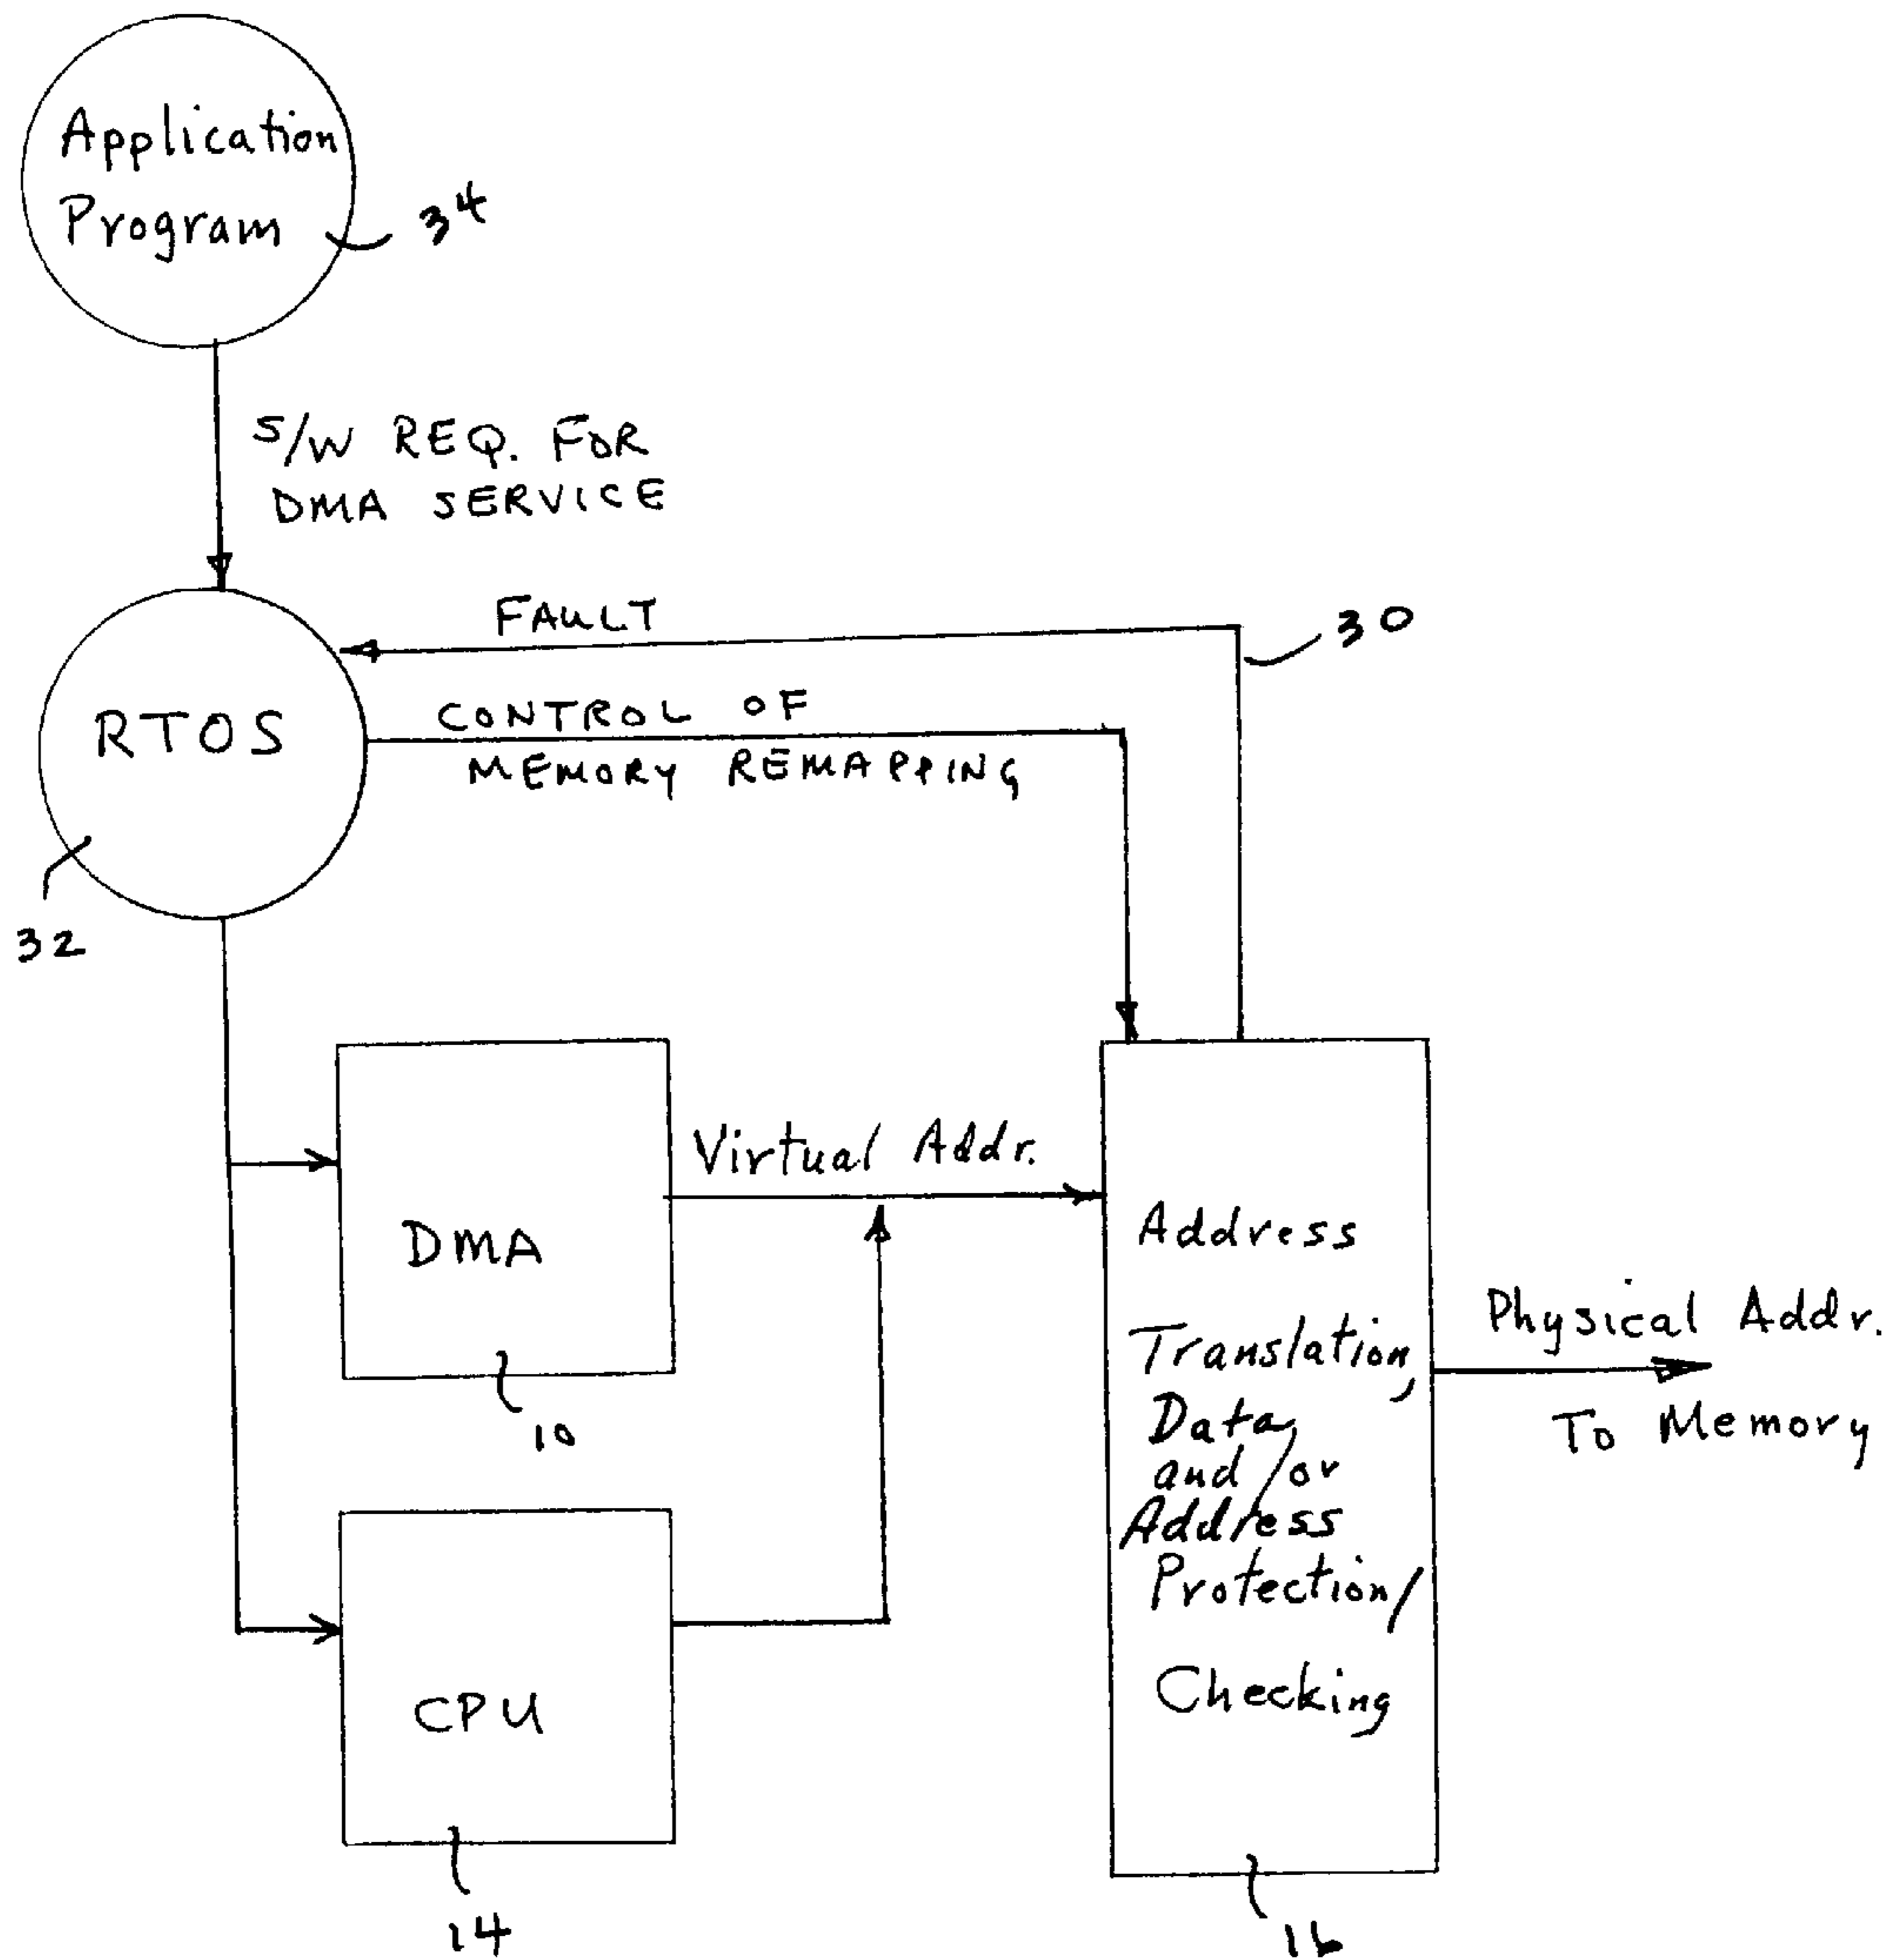 Application
Program
34
S/W REQ. FOR
DMA SERVICE
FAULT
30
RTOS
CONTROL OF
MEMORY REMAPPING
32
Virtual Addr.
DMA
10
Address
Translation,
Data,
and/or
Address
Protection/
Checking
Physical Addr.
To Memory
CPU
14
16